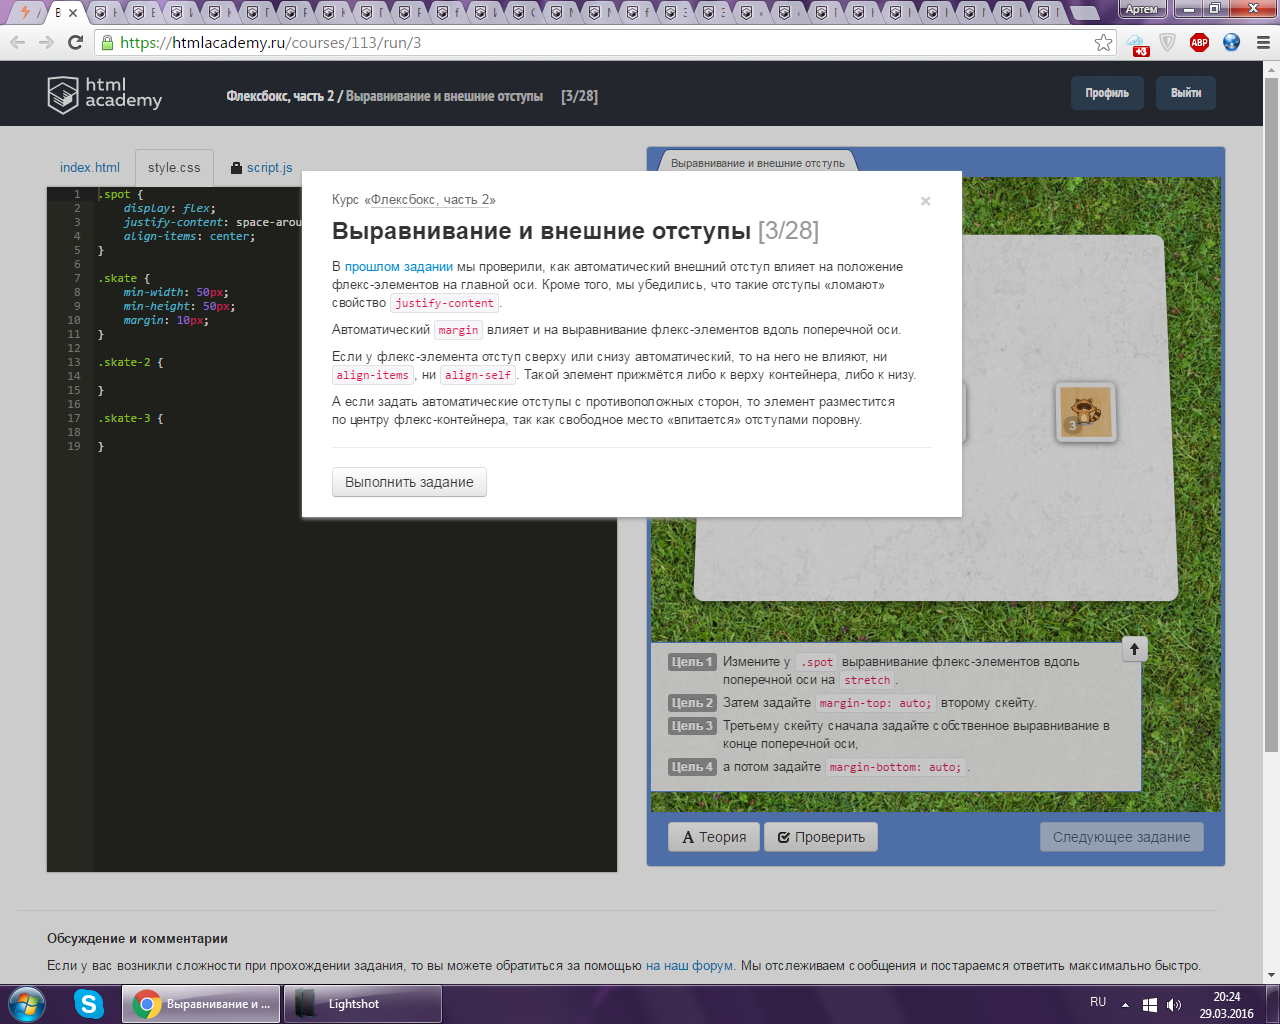 Артем
https://htmlacademy.ru/courses/113/run/3
+3
ABP
html
academy
Флексбокс, часть 2 / Выравнивание и внешние отступы [3/28]
Профиль
Выйти
index.html
style.css
script.js
Выравнивание и внешние отступь
1 .spot {
2 display: flex;
3 justify-content: space-arou
4 align-items: center;
5 }
6
7 .skate {
8 min-width: 50px;
9 min-height: 50px;
10 margin: 10px;
11 }
12
13 .skate-2 {
14
15 }
16
17 .skate-3 {
18
19 }
Курс «Флексбокс, часть 2»
×
Выравнивание и внешние отступы [3/28]
В прошлом задании мы проверили, как автоматический внешний отступ влияет на положение
флекс-элементов на главной оси. Кроме того, мы убедились, что такие отступы «ломают»
свойство justify-content.
Автоматический margin влияет и на выравнивание флекс-элементов вдоль поперечной оси.
Если у флекс-элемента отступ сверху или снизу автоматический, то на него не влияют, ни
align-items, ни align-self. Такой элемент прижмётся либо к верху контейнера, либо к низу.
А если задать автоматические отступы с противоположных сторон, то элемент разместится
по центру флекс-контейнера, так как свободное место «впитается» отступами поровну.
Выполнить задание
3
Цель 1 Измените у .spot выравнивание флекс-элементов вдоль
поперечной оси на stretch.
Цель 2 Затем задайте margin-top: auto; второму скейту.
Цель 3 Третьему скейту сначала задайте собственное выравнивание в
конце поперечной оси,
Цель 4 а потом задайте margin-bottom: auto;.
A Теория
Проверить
Следующее задание
Обсуждение и комментарии
Если у вас возникли сложности при прохождении задания, то вы можете обратиться за помощью на наш форум. Мы отслеживаем сообщения и постараемся ответить максимально быстро.
Выравнивание и ...
Lightshot
RU
20:24
29.03.2016